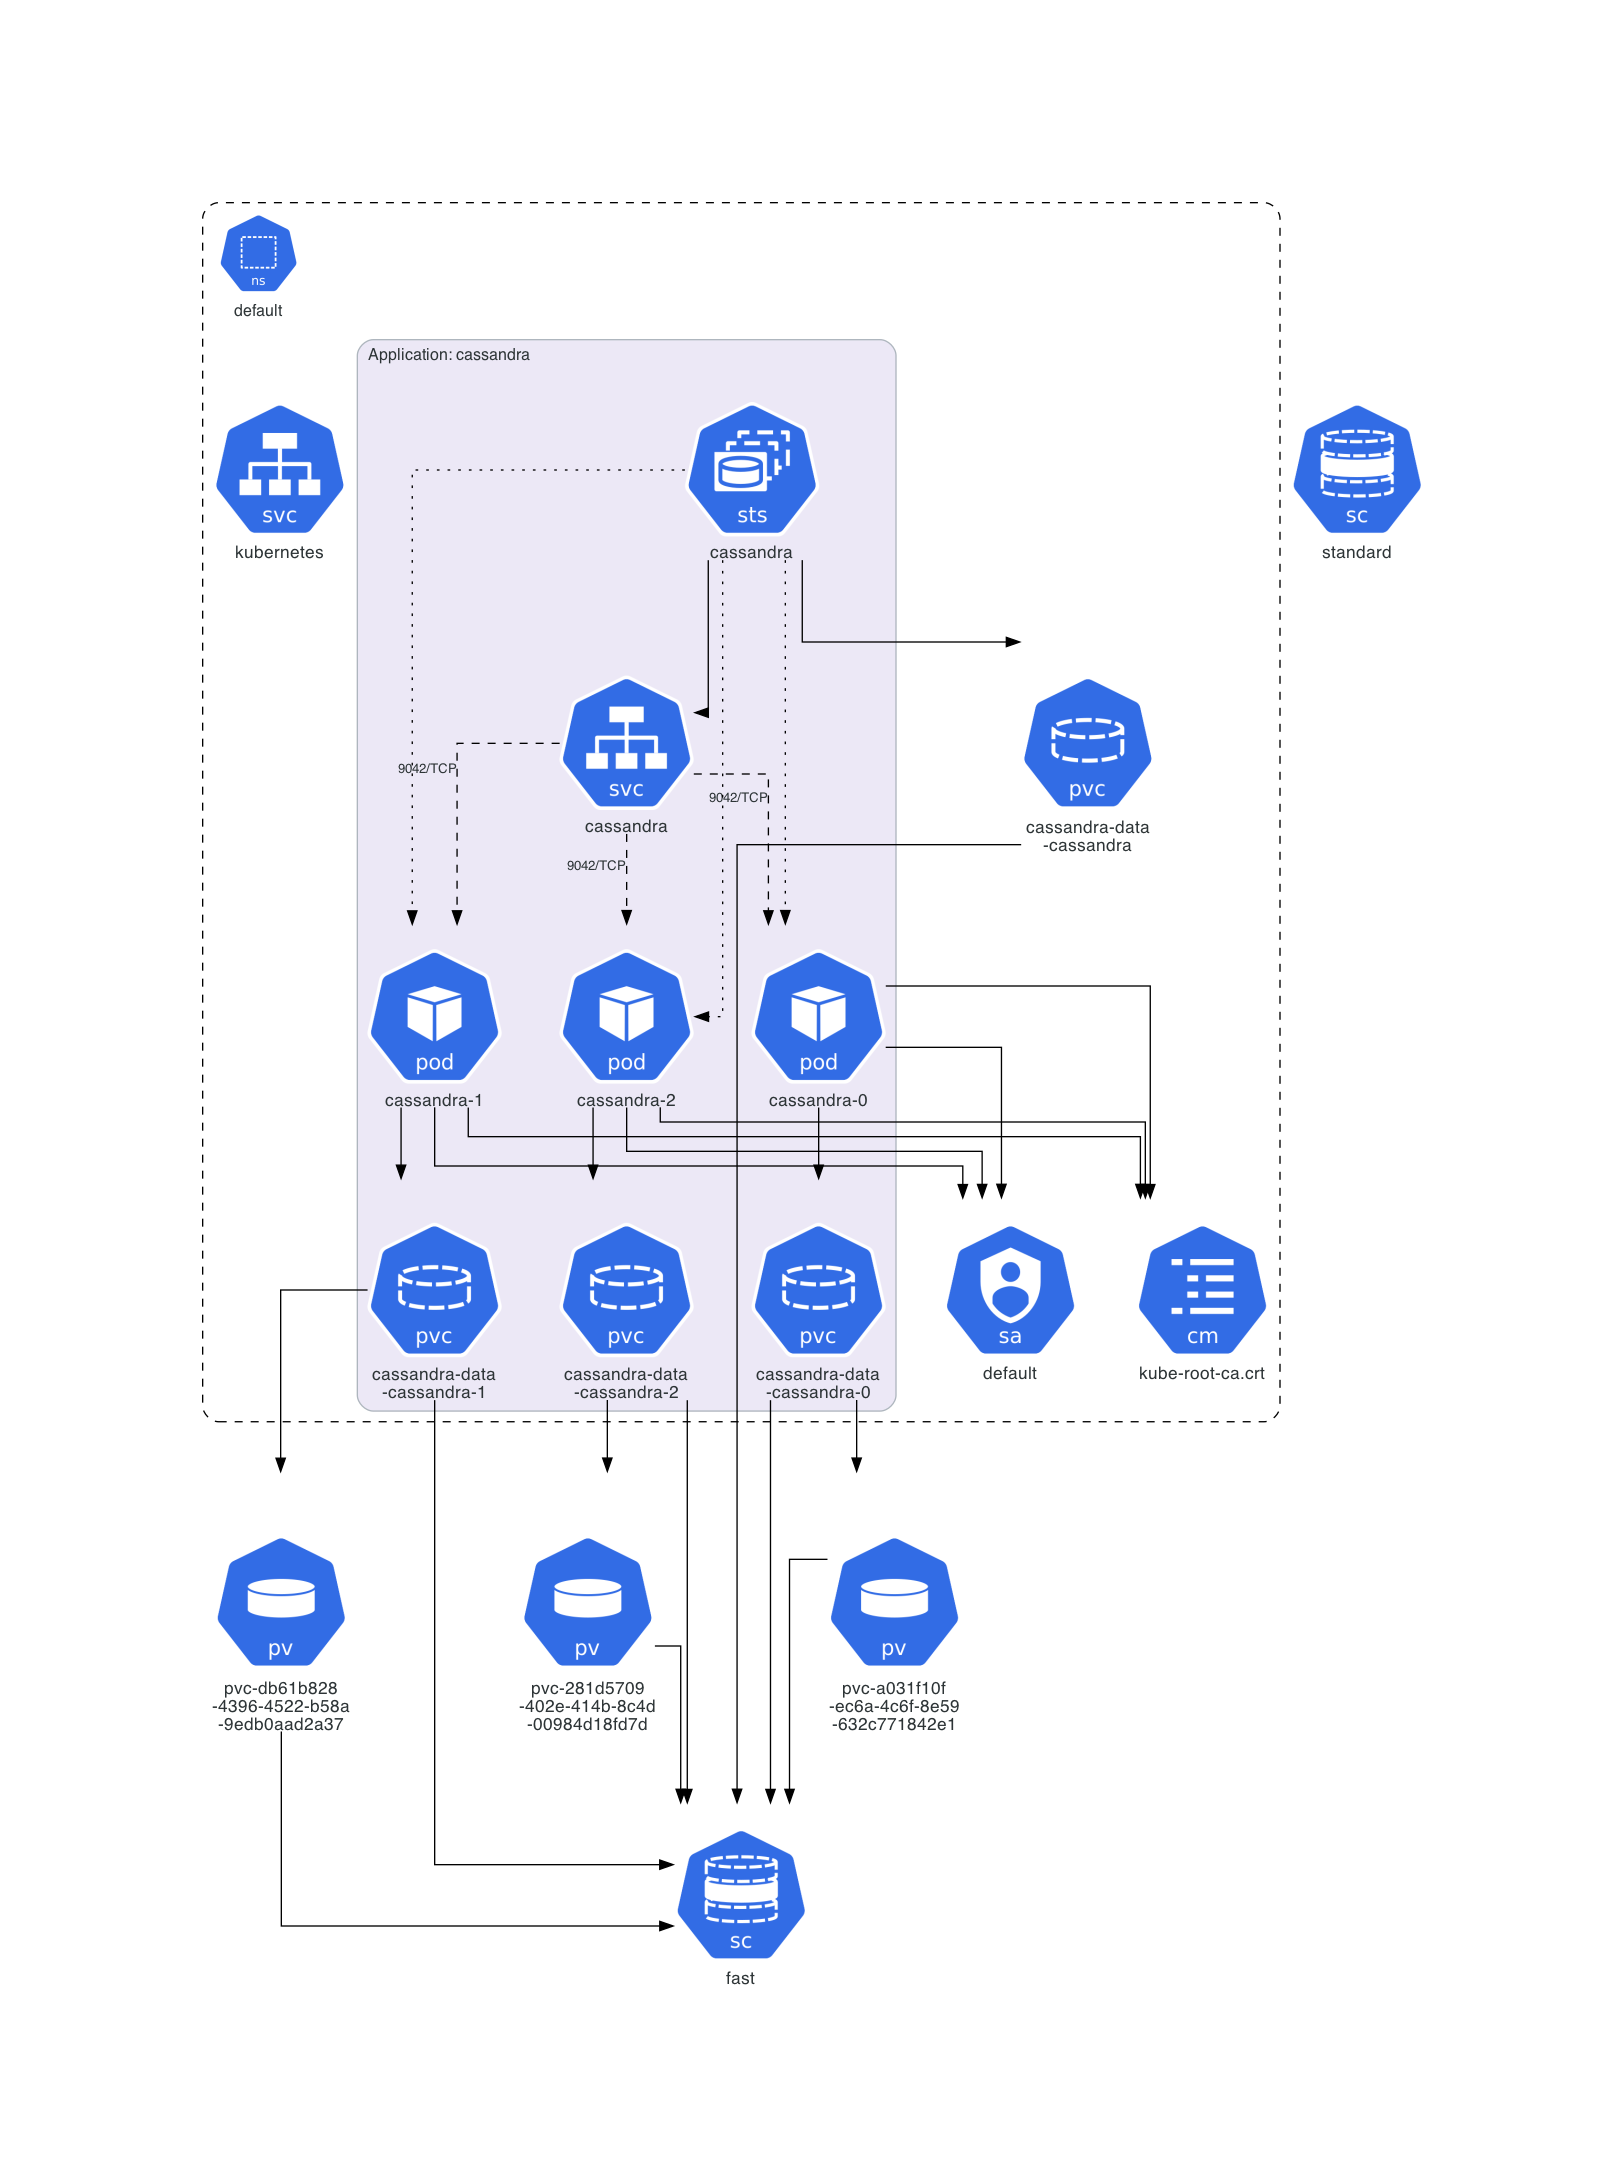 ns
default
Application: cassandra
svc
kubernetes
sts
cassandra
sc
standard
9042/TCP
svc
cassandra
9042/TCP
9042/TCP
pvc
cassandra-data
-cassandra
pod
cassandra-1
pod
cassandra-2
pod
cassandra-0
pvc
cassandra-data
-cassandra-1
pvc
cassandra-data
-cassandra-2
pvc
cassandra-data
-cassandra-0
sa
default
cm
kube-root-ca.crt
pv
pvc-db61b828
-4396-4522-b58a
-9edb0aad2a37
pv
pvc-281d5709
-402e-414b-8c4d
-00984d18fd7d
pv
pvc-a031f10f
-ec6a-4c6f-8e59
-632c771842e1
sc
fast